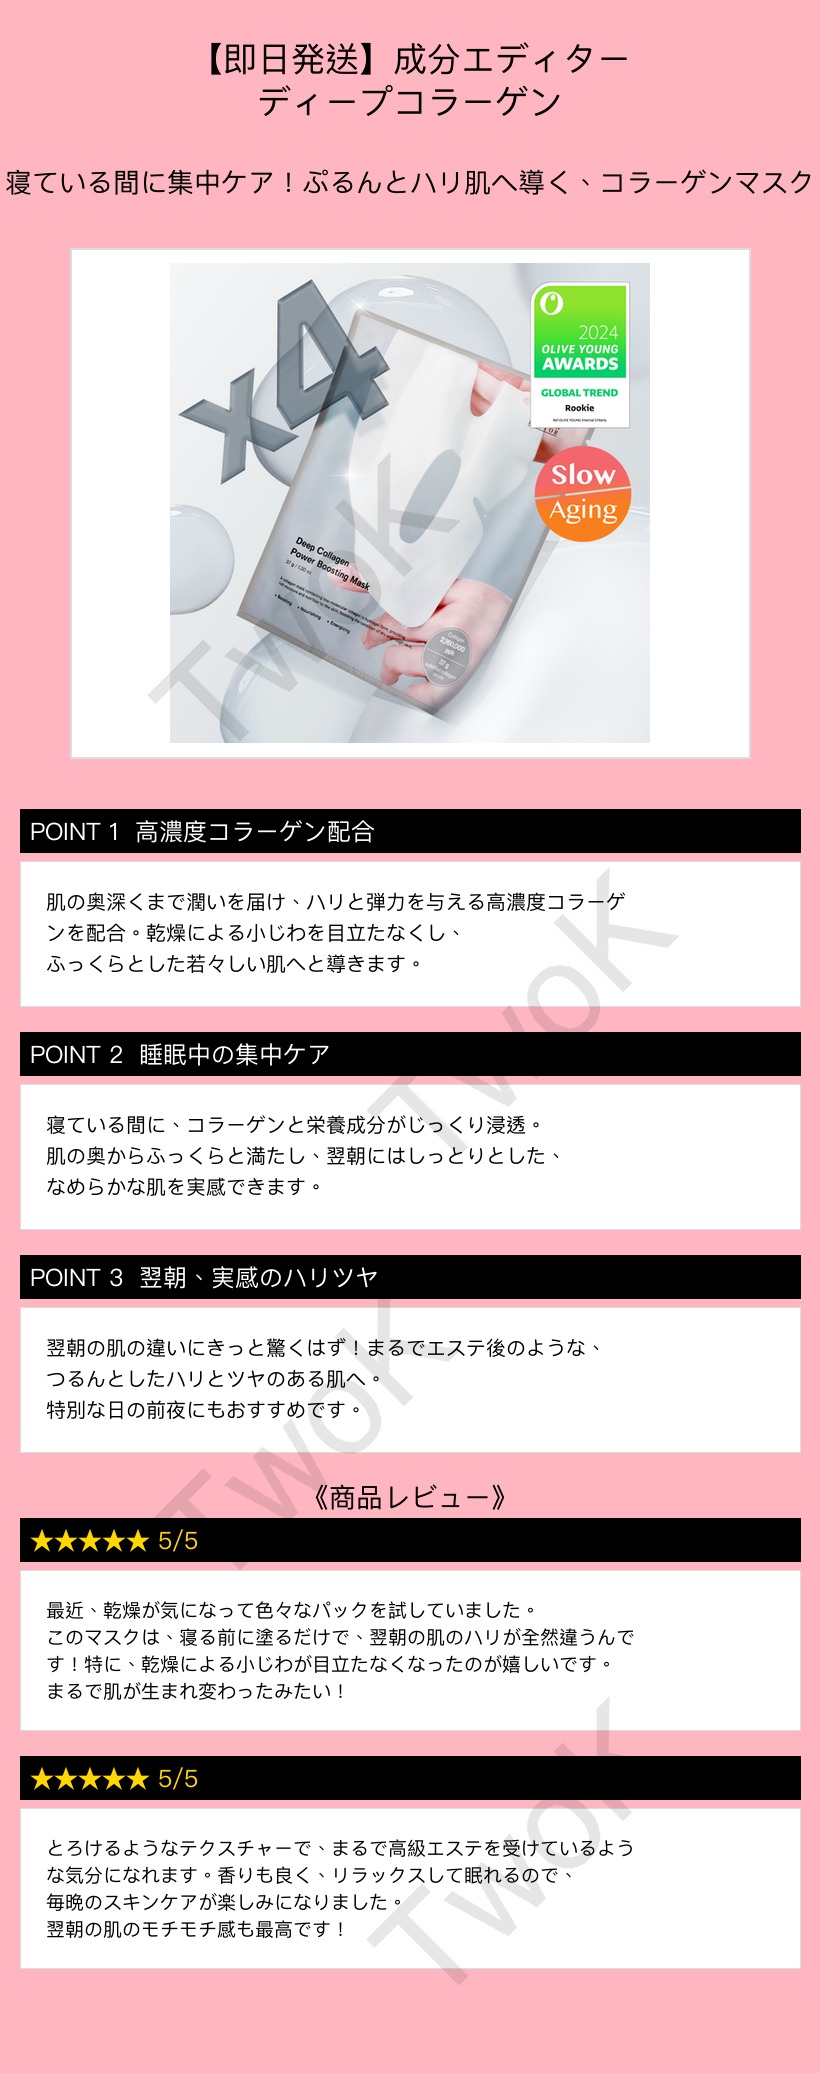 【即日発送】成分エディター
ディープコラーゲン
寝ている間に集中ケア！ぷるんとハリ肌へ導く、コラーゲンマスク
x4
2024
OLIVE YOUNG
AWARDS
GLOBAL TREND
Rookie
Slow
Aging
Deep Collagen
Power Boosting Mask
37 g / 1.30 oz
• Boosting • Nourishing • Energizing
Collagen
2,160,000
ppb
37 g
TwoK
POINT 1 高濃度コラーゲン配合
肌の奥深くまで潤いを届け、ハリと弾力を与える高濃度コラーゲ
ンを配合。乾燥による小じわを目立たなくし、
ふっくらとした若々しい肌へと導きます。
TwoK
POINT 2 睡眠中の集中ケア
寝ている間に、コラーゲンと栄養成分がじっくり浸透。
肌の奥からふっくらと満たし、翌朝にはしっとりとした、
なめらかな肌を実感できます。
POINT 3 翌朝、実感のハリツヤ
翌朝の肌の違いにきっと驚くはず！まるでエステ後のような、
つるんとしたハリとツヤのある肌へ。
特別な日の前夜にもおすすめです。
TwoK
《商品レビュー》
★★★★★ 5/5
最近、乾燥が気になって色々なパックを試していました。
このマスクは、寝る前に塗るだけで、翌朝の肌のハリが全然違うんで
す！特に、乾燥による小じわが目立たなくなったのが嬉しいです。
まるで肌が生まれ変わったみたい！
★★★★★ 5/5
とろけるようなテクスチャーで、まるで高級エステを受けているよう
な気分になれます。香りも良く、リラックスして眠れるので、
毎晩のスキンケアが楽しみになりました。
翌朝の肌のモチモチ感も最高です！
TwoK